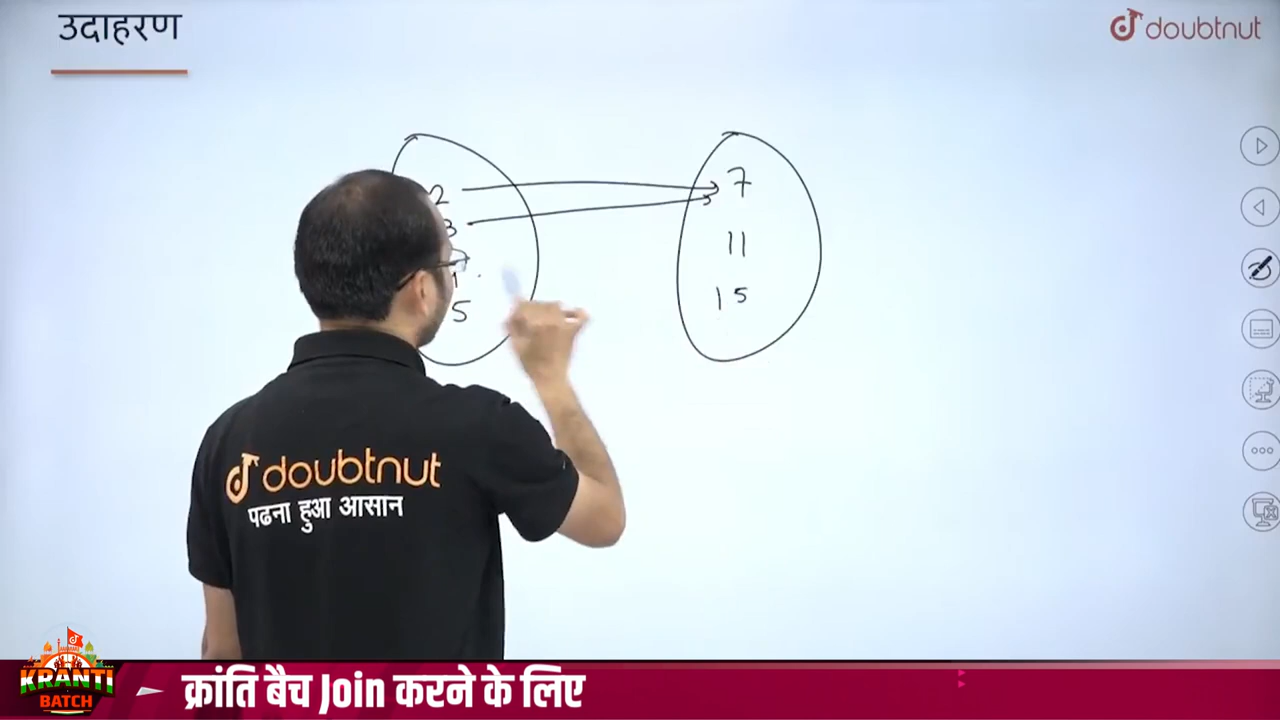 उदाहरण
doubtnut
2
7
3
11
5
15
doubtnut
पढना हुआ आसान
KRANTI
BATCH
क्रांति बैच Join करने के लिए